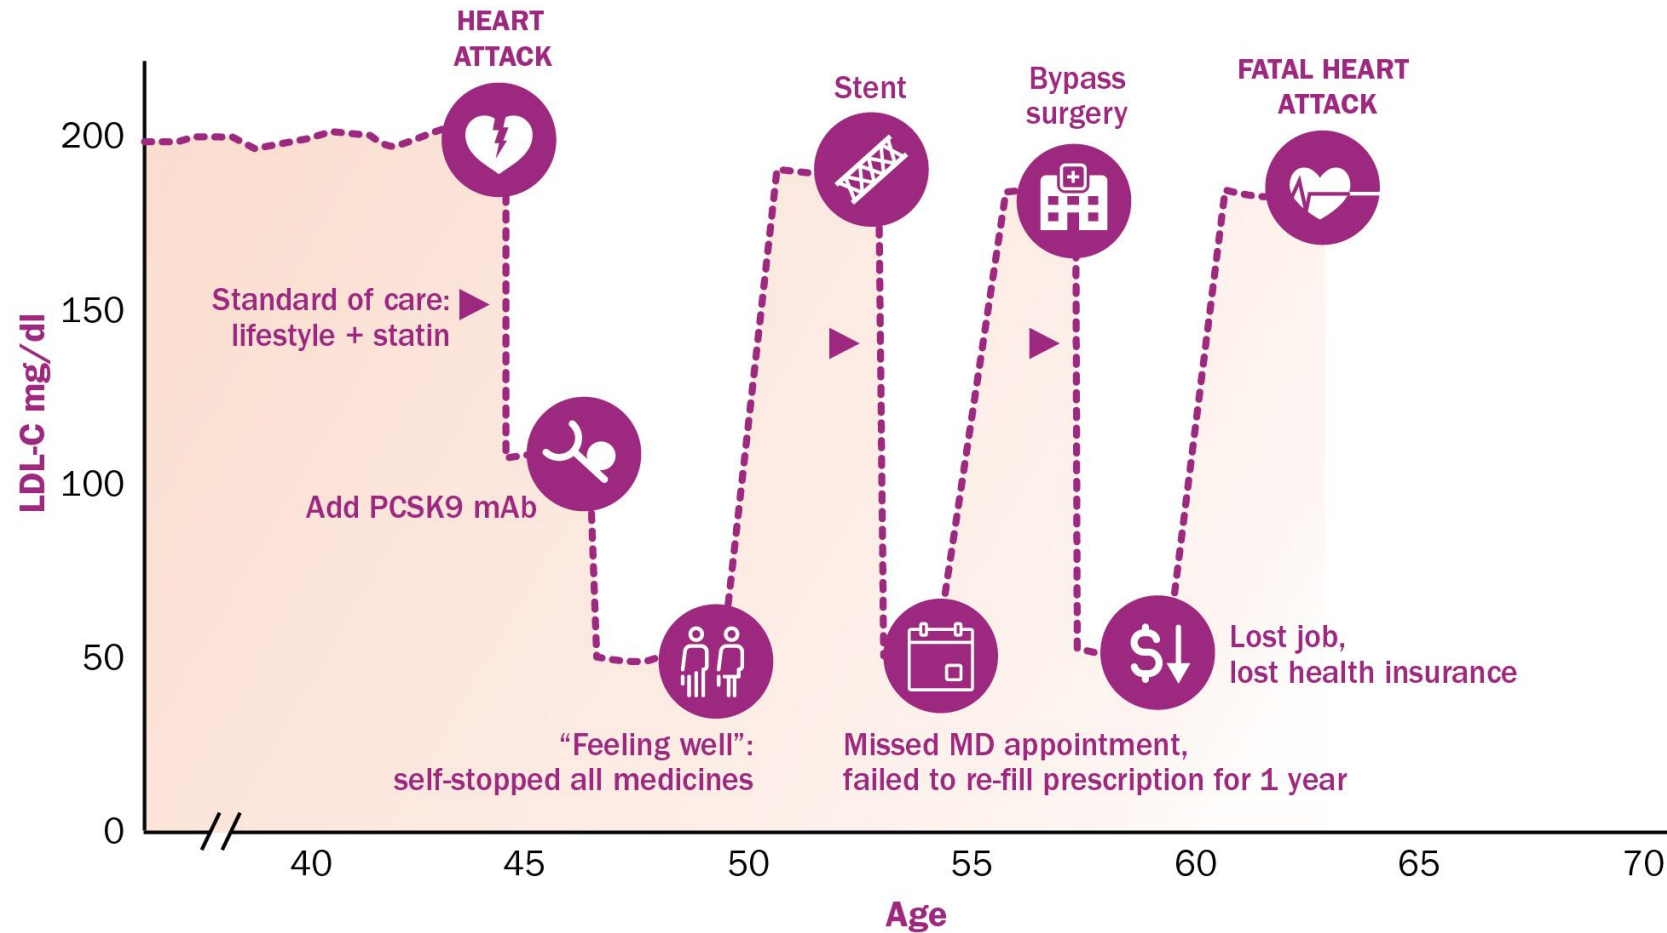 HEART
ATTACK
Stent
Bypass
surgery
FATAL HEART
ATTACK
LDL-C mg/dl
200
150
100
50
0
Standard of care:
lifestyle + statin
Add PCSK9 mAb
“Feeling well”:
self-stopped all medicines
Missed MD appointment,
failed to re-fill prescription for 1 year
$
Lost job,
lost health insurance
40 45 50 55 60 65 70
Age